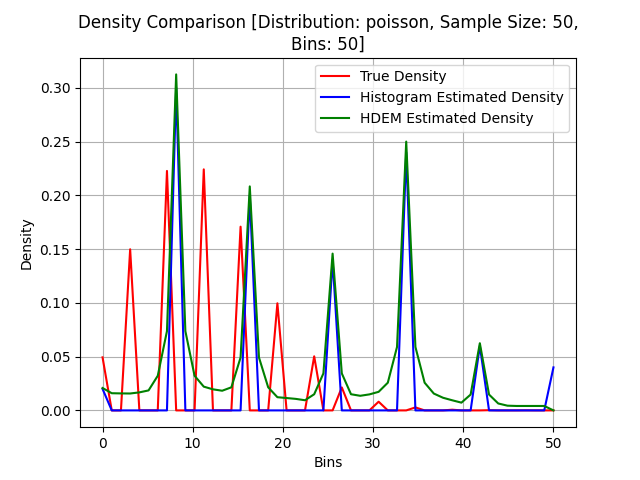 Density Comparison [Distribution: poisson, Sample Size: 50,
Bins: 50]
True Density
Histogram Estimated Density
HDEM Estimated Density
Density
0.30
0.25
0.20
0.15
0.10
0.05
0.00
0 10 20 30 40 50
Bins